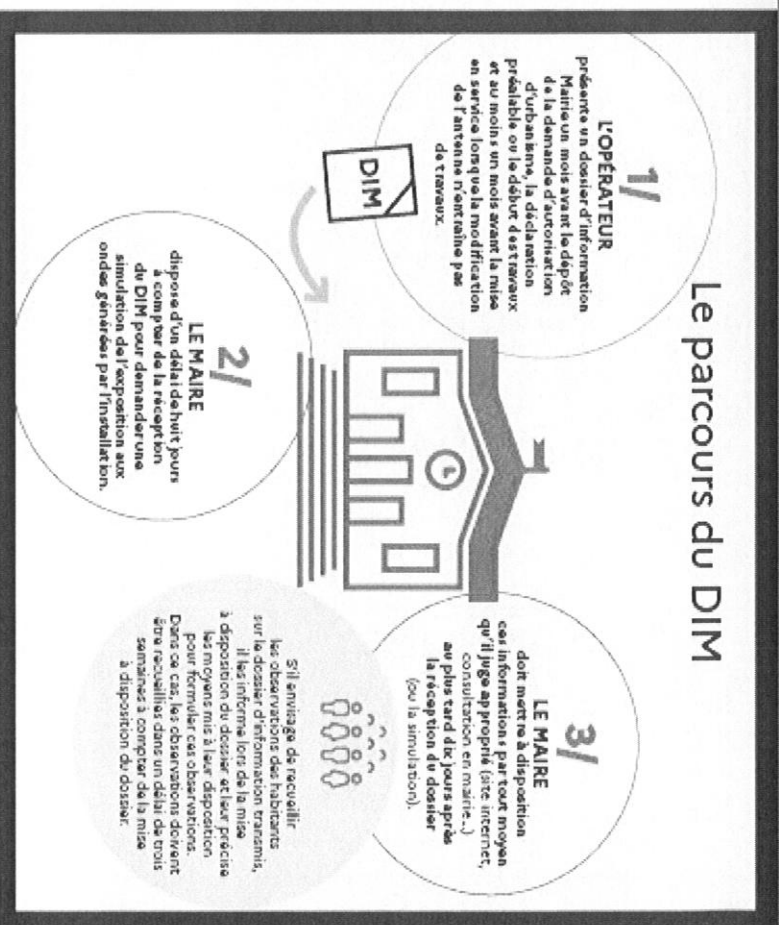 Le parcours du DIM
1/
L'OPÉRATEUR
présente un dossier d'information
Mairie un mois avant le dépôt
de la demande d'autorisation
d'urbanisme, la déclaration
préalable ou le début des travaux
et au moins un mois avant la mise
en service lorsque la modification
de l'antenne n'entraîne pas
de travaux.
DIM
2/
LE MAIRE
dispose d'un délai de huit jours
à compter de la réception
du DIM pour demander une
simulation de l'exposition aux
ondes générées par l'installation.
3/
LE MAIRE
doit mettre à disposition
ces informations par tout moyen
qu'il juge approprié (site internet,
consultation en mairie...)
au plus tard dix jours après
la réception du dossier
(ou la simulation).
S'il envisage de recueillir
les observations des habitants
sur le dossier d'information transmis,
il les informe lors de la mise
à disposition du dossier et leur précise
les moyens mis à leur disposition
pour formuler ces observations.
Dans ce cas, les observations doivent
être recueillies dans un délai de trois
semaines à compter de la mise
à disposition du dossier.